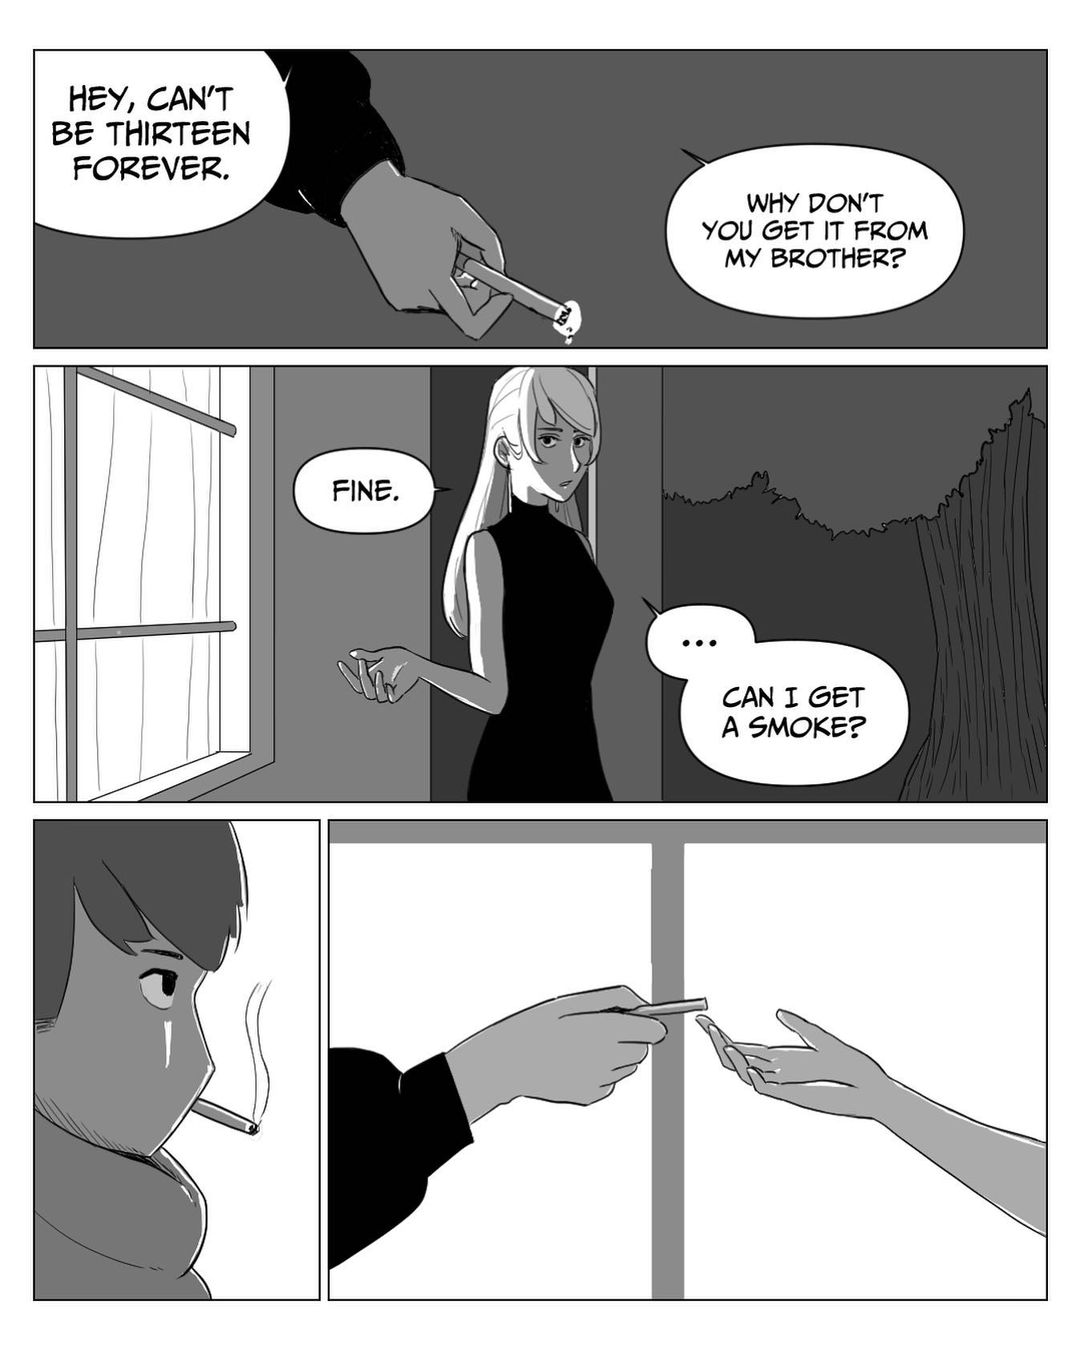 HEY, CAN'T
BE THIRTEEN
FOREVER.
WHY DON'T
YOU GET IT FROM
MY BROTHER?
FINE.
...
CAN I GET
A SMOKE?